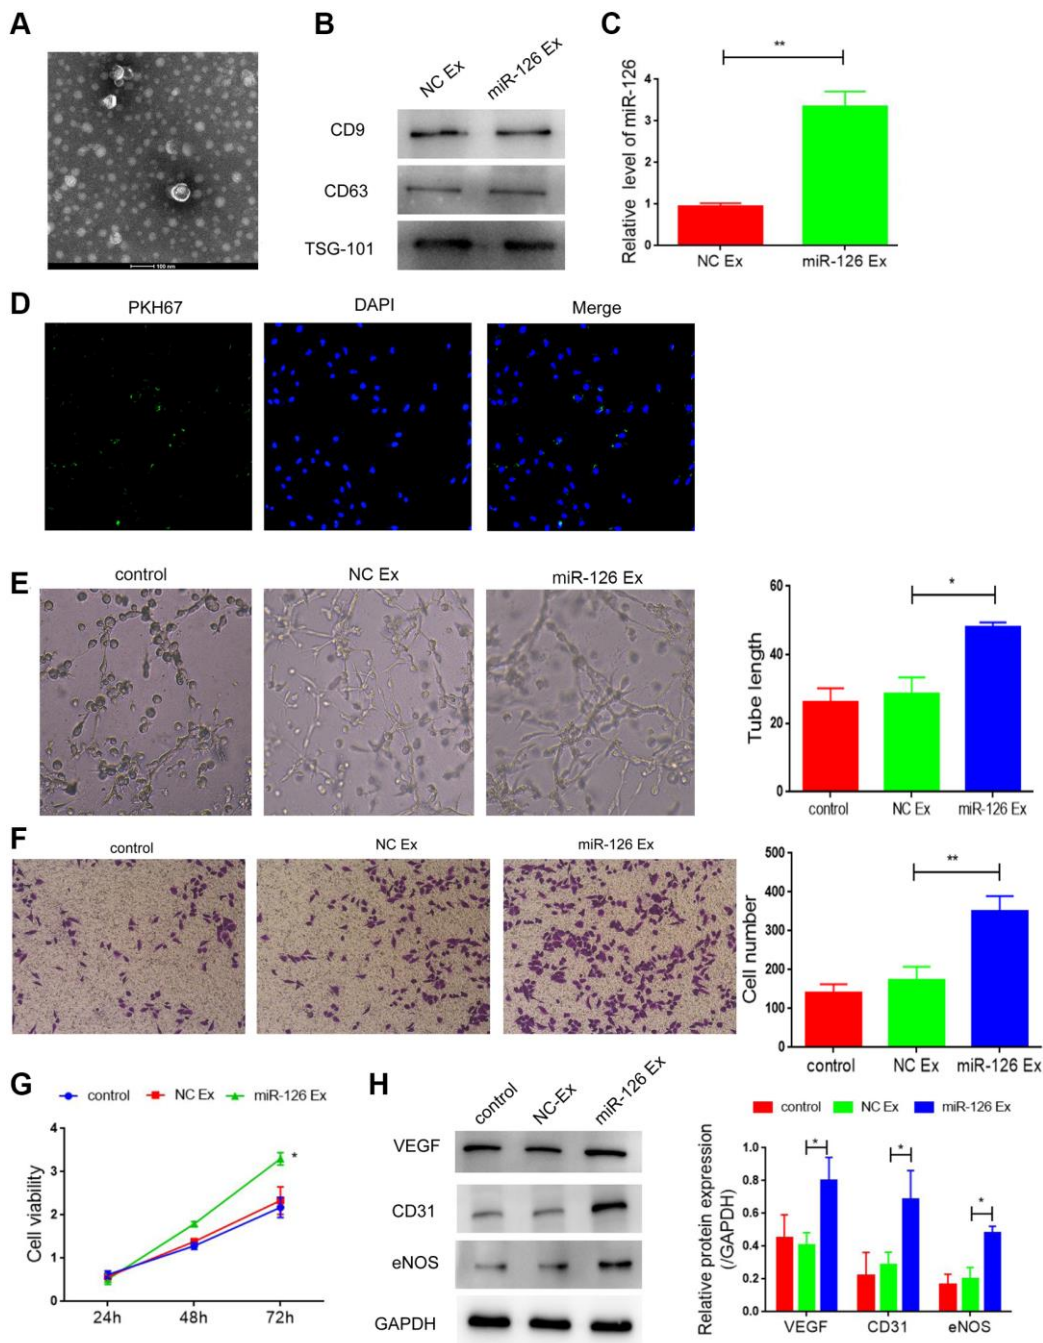 A
B
NC Ex
miR-126 Ex
CD9
CD63
TSG-101
100 nm
C
**
Relative level of miR-126
4
3
2
1
0
NC Ex
miR-126 Ex
D
PKH67
DAPI
Merge
E
control
NC Ex
miR-126 Ex
*
Tube length
60
40
20
0
control
NC Ex
miR-126 Ex
F
control
NC Ex
miR-126 Ex
**
Cell number
500
400
300
200
100
0
control
NC Ex
miR-126 Ex
G
control
NC Ex
miR-126 Ex
*
Cell viability
4
3
2
1
0
24h
48h
72h
H
control
NC-Ex
miR-126 Ex
VEGF
CD31
eNOS
GAPDH
control
NC Ex
miR-126 Ex
*
*
*
Relative protein expression
(/GAPDH)
1.0
0.8
0.6
0.4
0.2
0.0
VEGF
CD31
eNOS